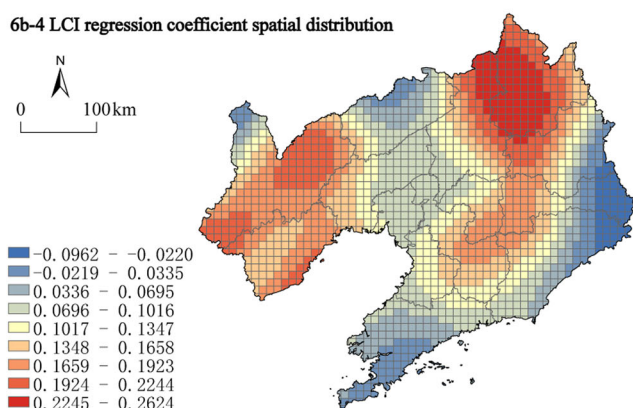 6b-4 LCI regression coefficient spatial distribution
N
0 100km
-0.0962 - -0.0220
-0.0219 - -0.0335
0.0336 - 0.0695
0.0696 - 0.1016
0.1017 - 0.1347
0.1348 - 0.1658
0.1659 - 0.1923
0.1924 - 0.2244
0.2245 - 0.2624